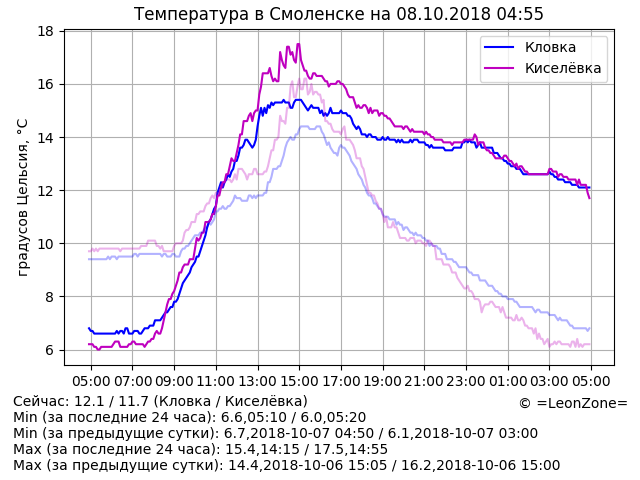 Температура в Смоленске на 08.10.2018 04:55
18
16
14
12
10
8
6
градусов Цельсия, °C
Кловка
Киселёвка
05:00 07:00 09:00 11:00 13:00 15:00 17:00 19:00 21:00 23:00 01:00 03:00 05:00
Сейчас: 12.1 / 11.7 (Кловка / Киселёвка)
© =LeonZone=
Min (за последние 24 часа): 6.6,05:10 / 6.0,05:20
Min (за предыдущие сутки): 6.7,2018-10-07 04:50 / 6.1,2018-10-07 03:00
Max (за последние 24 часа): 15.4,14:15 / 17.5,14:55
Max (за предыдущие сутки): 14.4,2018-10-06 15:05 / 16.2,2018-10-06 15:00